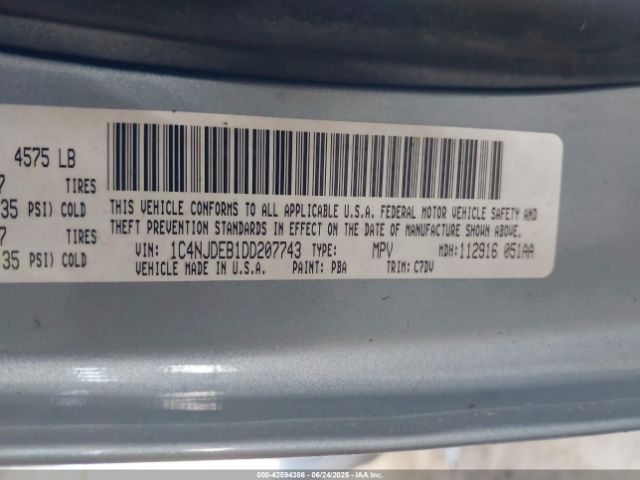 4575 LB
7 TIRES
35 PSI) COLD
7 TIRES
35 PSI) COLD
THIS VEHICLE CONFORMS TO ALL APPLICABLE U.S.A. FEDERAL MOTOR VEHICLE SAFETY AND
THEFT PREVENTION STANDARDS IN EFFECT ON THE DATE OF MANUFACTURE SHOWN ABOVE.
VIN: 1C4NJDEB1DD207743 TYPE: MPV MDH: 112916 051AA
VEHICLE MADE IN U.S.A. PAINT: PBA TRIM: C7DV
000-42594386 - 06/24/2025 - IAA Inc.